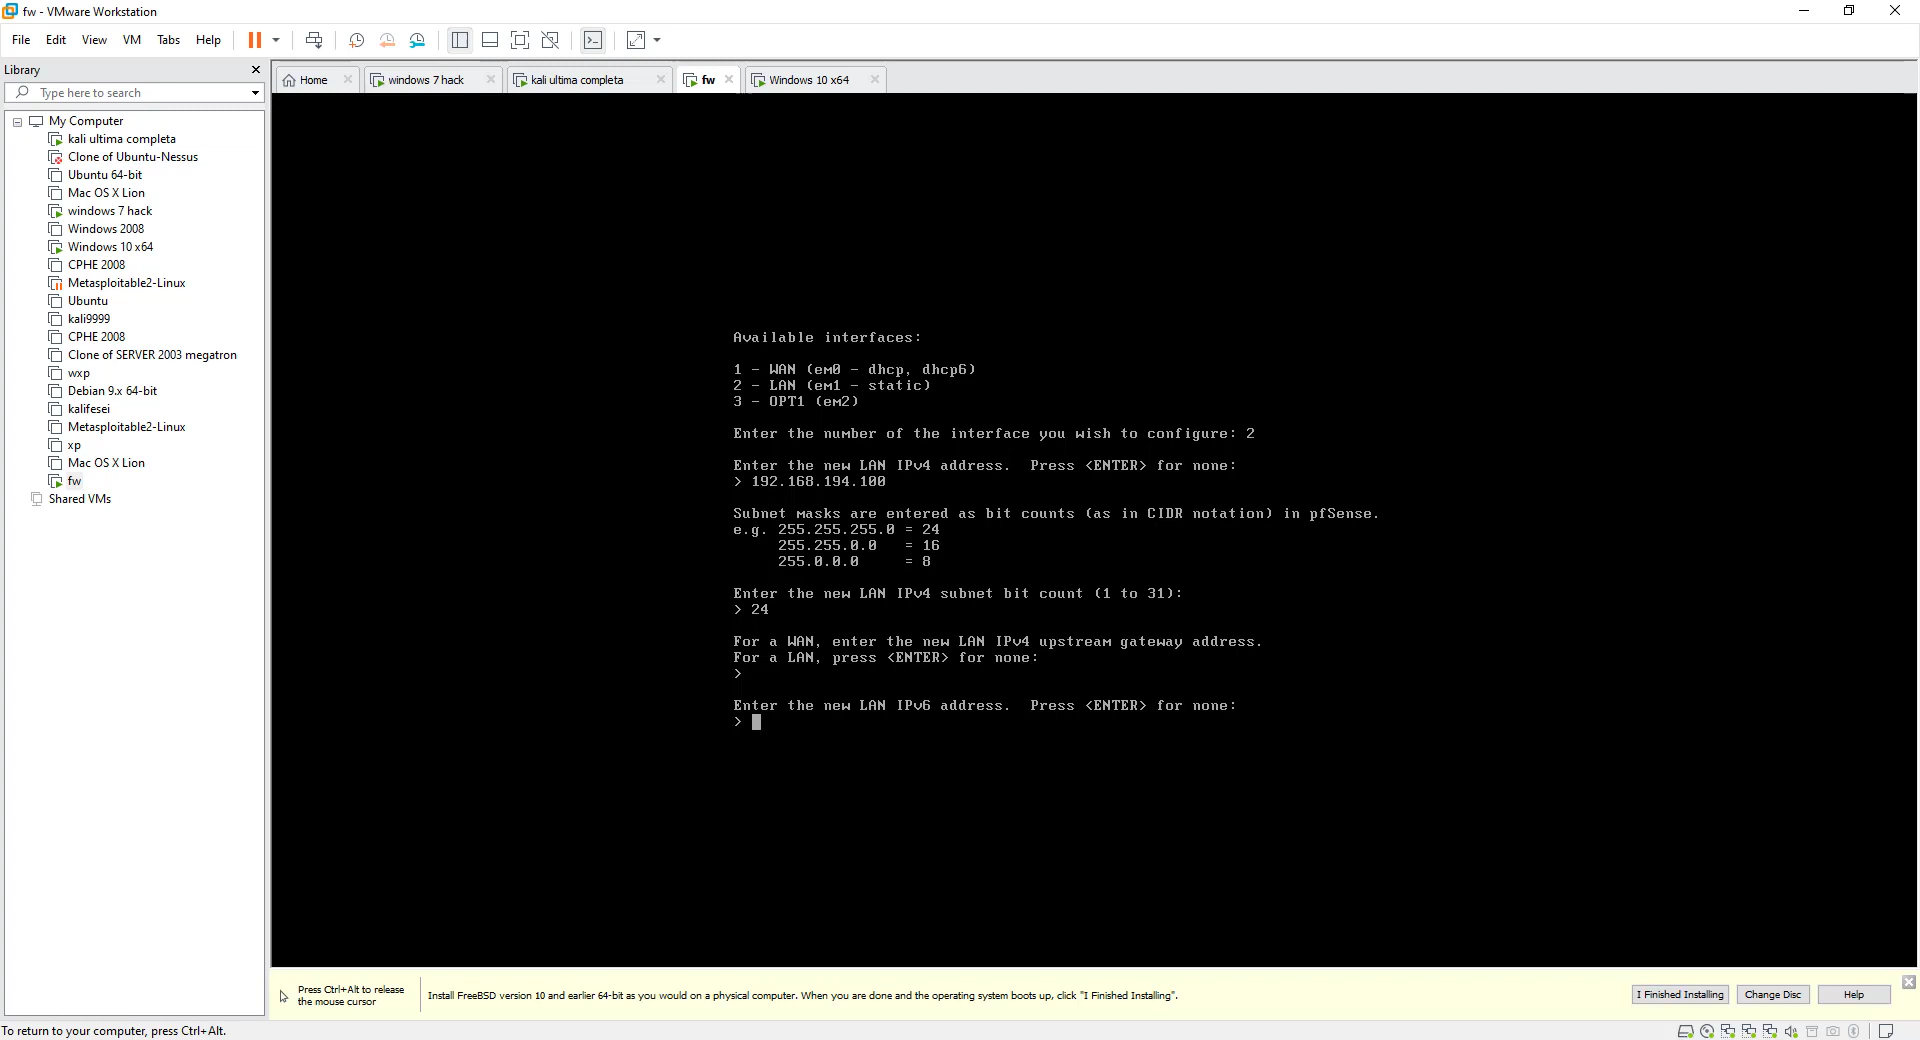 fw - VMware Workstation
File Edit View VM Tabs Help
Library
Type here to search
My Computer
kali ultima completa
Clone of Ubuntu-Nessus
Ubuntu 64-bit
Mac OS X Lion
windows 7 hack
Windows 2008
Windows 10 x64
CPHE 2008
Metasploitable2-Linux
Ubuntu
kali9999
CPHE 2008
Clone of SERVER 2003 megatron
wxp
Debian 9.x 64-bit
kalifesei
Metasploitable2-Linux
xp
Mac OS X Lion
fw
Shared VMs
Home windows 7 hack kali ultima completa fw Windows 10 x64
Available interfaces:
1 - WAN (em0 - dhcp, dhcp6)
2 - LAN (em1 - static)
3 - OPT1 (em2)
Enter the number of the interface you wish to configure: 2
Enter the new LAN IPv4 address.  Press <ENTER> for none:
> 192.168.194.100
Subnet masks are entered as bit counts (as in CIDR notation) in pfSense.
e.g. 255.255.255.0 = 24
255.255.0.0   = 16
255.0.0.0     = 8
Enter the new LAN IPv4 subnet bit count (1 to 31):
> 24
For a WAN, enter the new LAN IPv4 upstream gateway address.
For a LAN, press <ENTER> for none:
>
Enter the new LAN IPv6 address.  Press <ENTER> for none:
>
Press Ctrl+Alt to release
the mouse cursor
Install FreeBSD version 10 and earlier 64-bit as you would on a physical computer. When you are done and the operating system boots up, click "I Finished Installing".
I Finished Installing Change Disc Help
To return to your computer, press Ctrl+Alt.